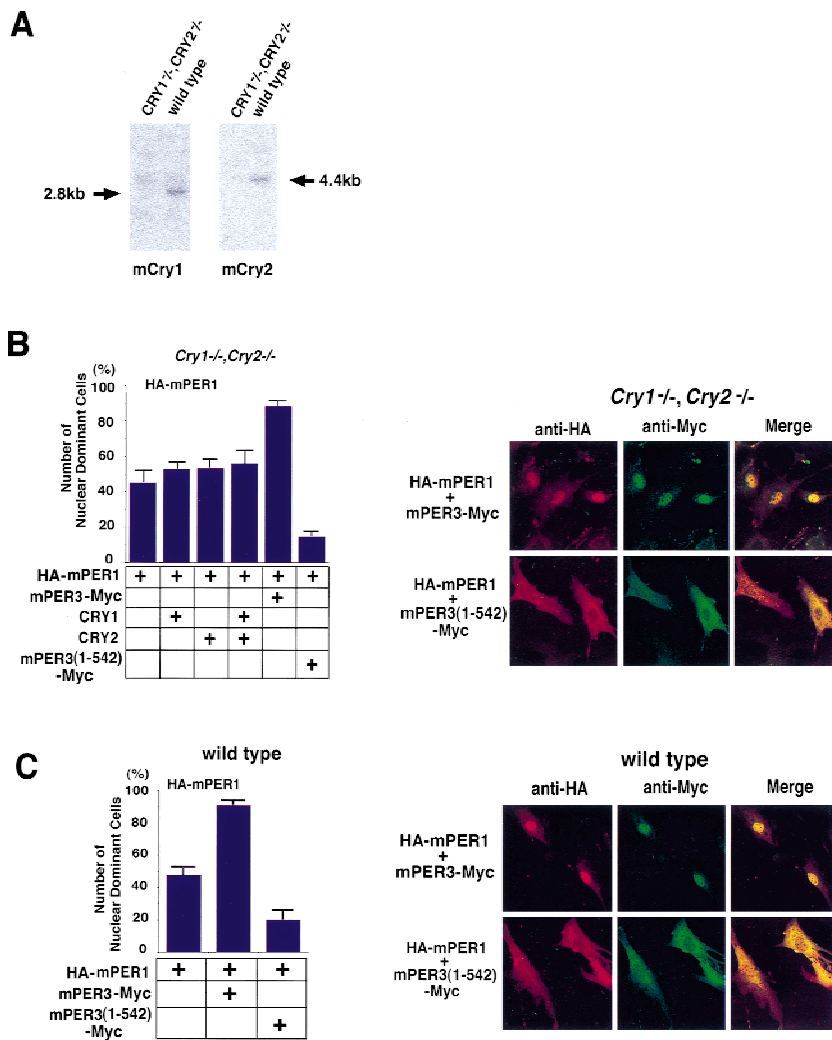 A
CRY1-/-,CRY2-/-
wild type
CRY1-/-,CRY2-/-
wild type
2.8kb
4.4kb
mCry1
mCry2
B
Cry1-/-,Cry2-/-
(%)
HA-mPER1
Number of
Nuclear Dominant Cells
100
80
60
40
20
0
HA-mPER1 + + + + + +
mPER3-Myc +
CRY1 + +
CRY2 + +
mPER3(1-542)
-Myc +
Cry1-/-, Cry2-/-
anti-HA anti-Myc Merge
HA-mPER1
+
mPER3-Myc
HA-mPER1
+
mPER3(1-542)
-Myc
C
wild type
(%)
HA-mPER1
Number of
Nuclear Dominant Cells
100
80
60
40
20
0
HA-mPER1 + + +
mPER3-Myc +
mPER3(1-542)
-Myc +
wild type
anti-HA anti-Myc Merge
HA-mPER1
+
mPER3-Myc
HA-mPER1
+
mPER3(1-542)
-Myc